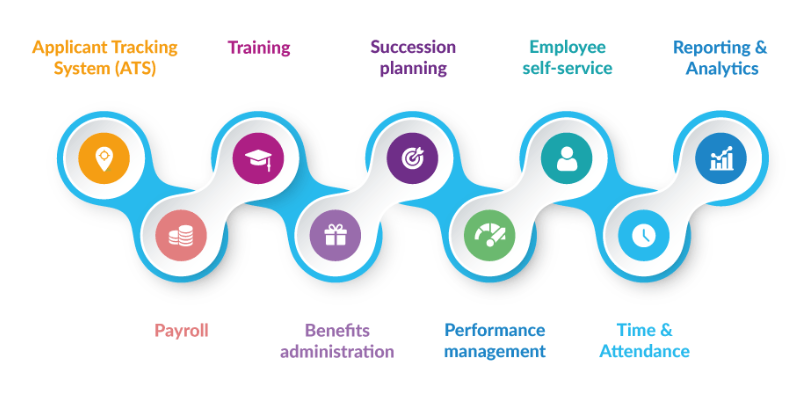 Applicant Tracking
System (ATS)
Training
Succession
planning
Employee
self-service
Reporting &
Analytics
Payroll
Benefits
administration
Performance
management
Time &
Attendance